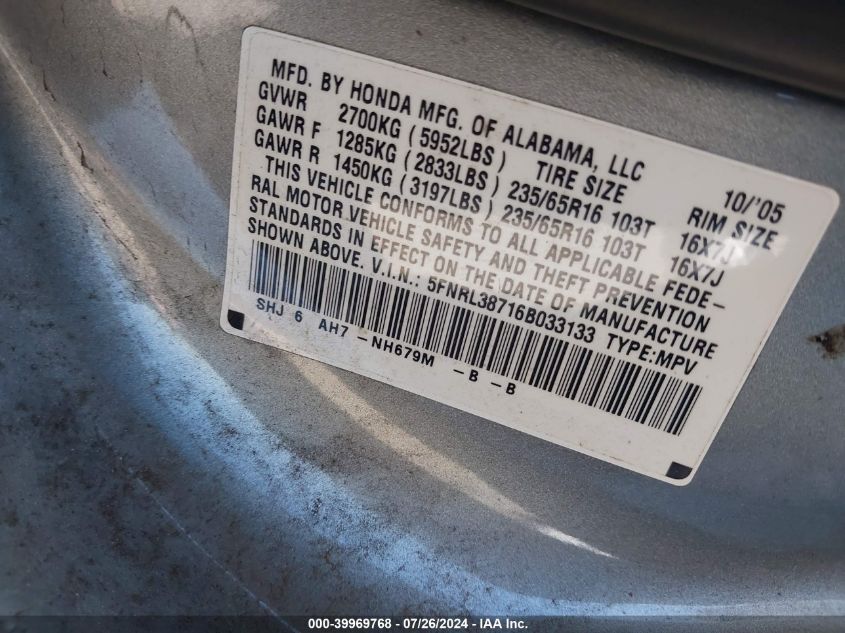 MFD. BY HONDA MFG. OF ALABAMA, LLC 10/'05
GVWR 2700KG (5952LBS) TIRE SIZE RIM SIZE
GAWR F 1285KG (2833LBS) 235/65R16 103T 16X7J
GAWR R 1450KG (3197LBS) 235/65R16 103T 16X7J
THIS VEHICLE CONFORMS TO ALL APPLICABLE FEDE-
RAL MOTOR VEHICLE SAFETY AND THEFT PREVENTION
STANDARDS IN EFFECT ON THE DATE OF MANUFACTURE
SHOWN ABOVE. V.I.N.: 5FNRL38716B033133 TYPE:MPV
SHJ 6 AH7 -NH679M -B -B
000-39969768 - 07/26/2024 - IAA Inc.